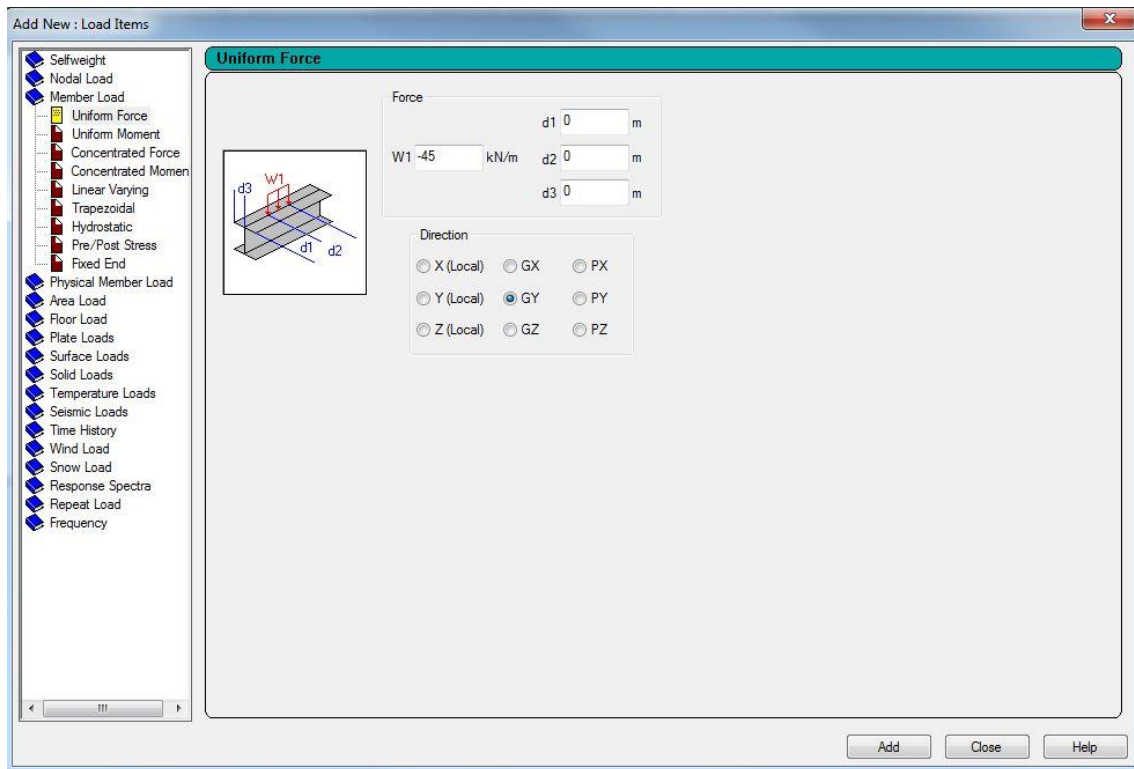 Add New : Load Items
Selfweight
Nodal Load
Member Load
Uniform Force
Uniform Moment
Concentrated Force
Concentrated Momen
Linear Varying
Trapezoidal
Hydrostatic
Pre/Post Stress
Fixed End
Physical Member Load
Area Load
Floor Load
Plate Loads
Surface Loads
Solid Loads
Temperature Loads
Seismic Loads
Time History
Wind Load
Snow Load
Response Spectra
Repeat Load
Frequency
Uniform Force
W1
d3
d1 d2
Force
d1 0 m
W1 -45 kN/m d2 0 m
d3 0 m
Direction
X (Local) GX PX
Y (Local) GY PY
Z (Local) GZ PZ
Add Close Help